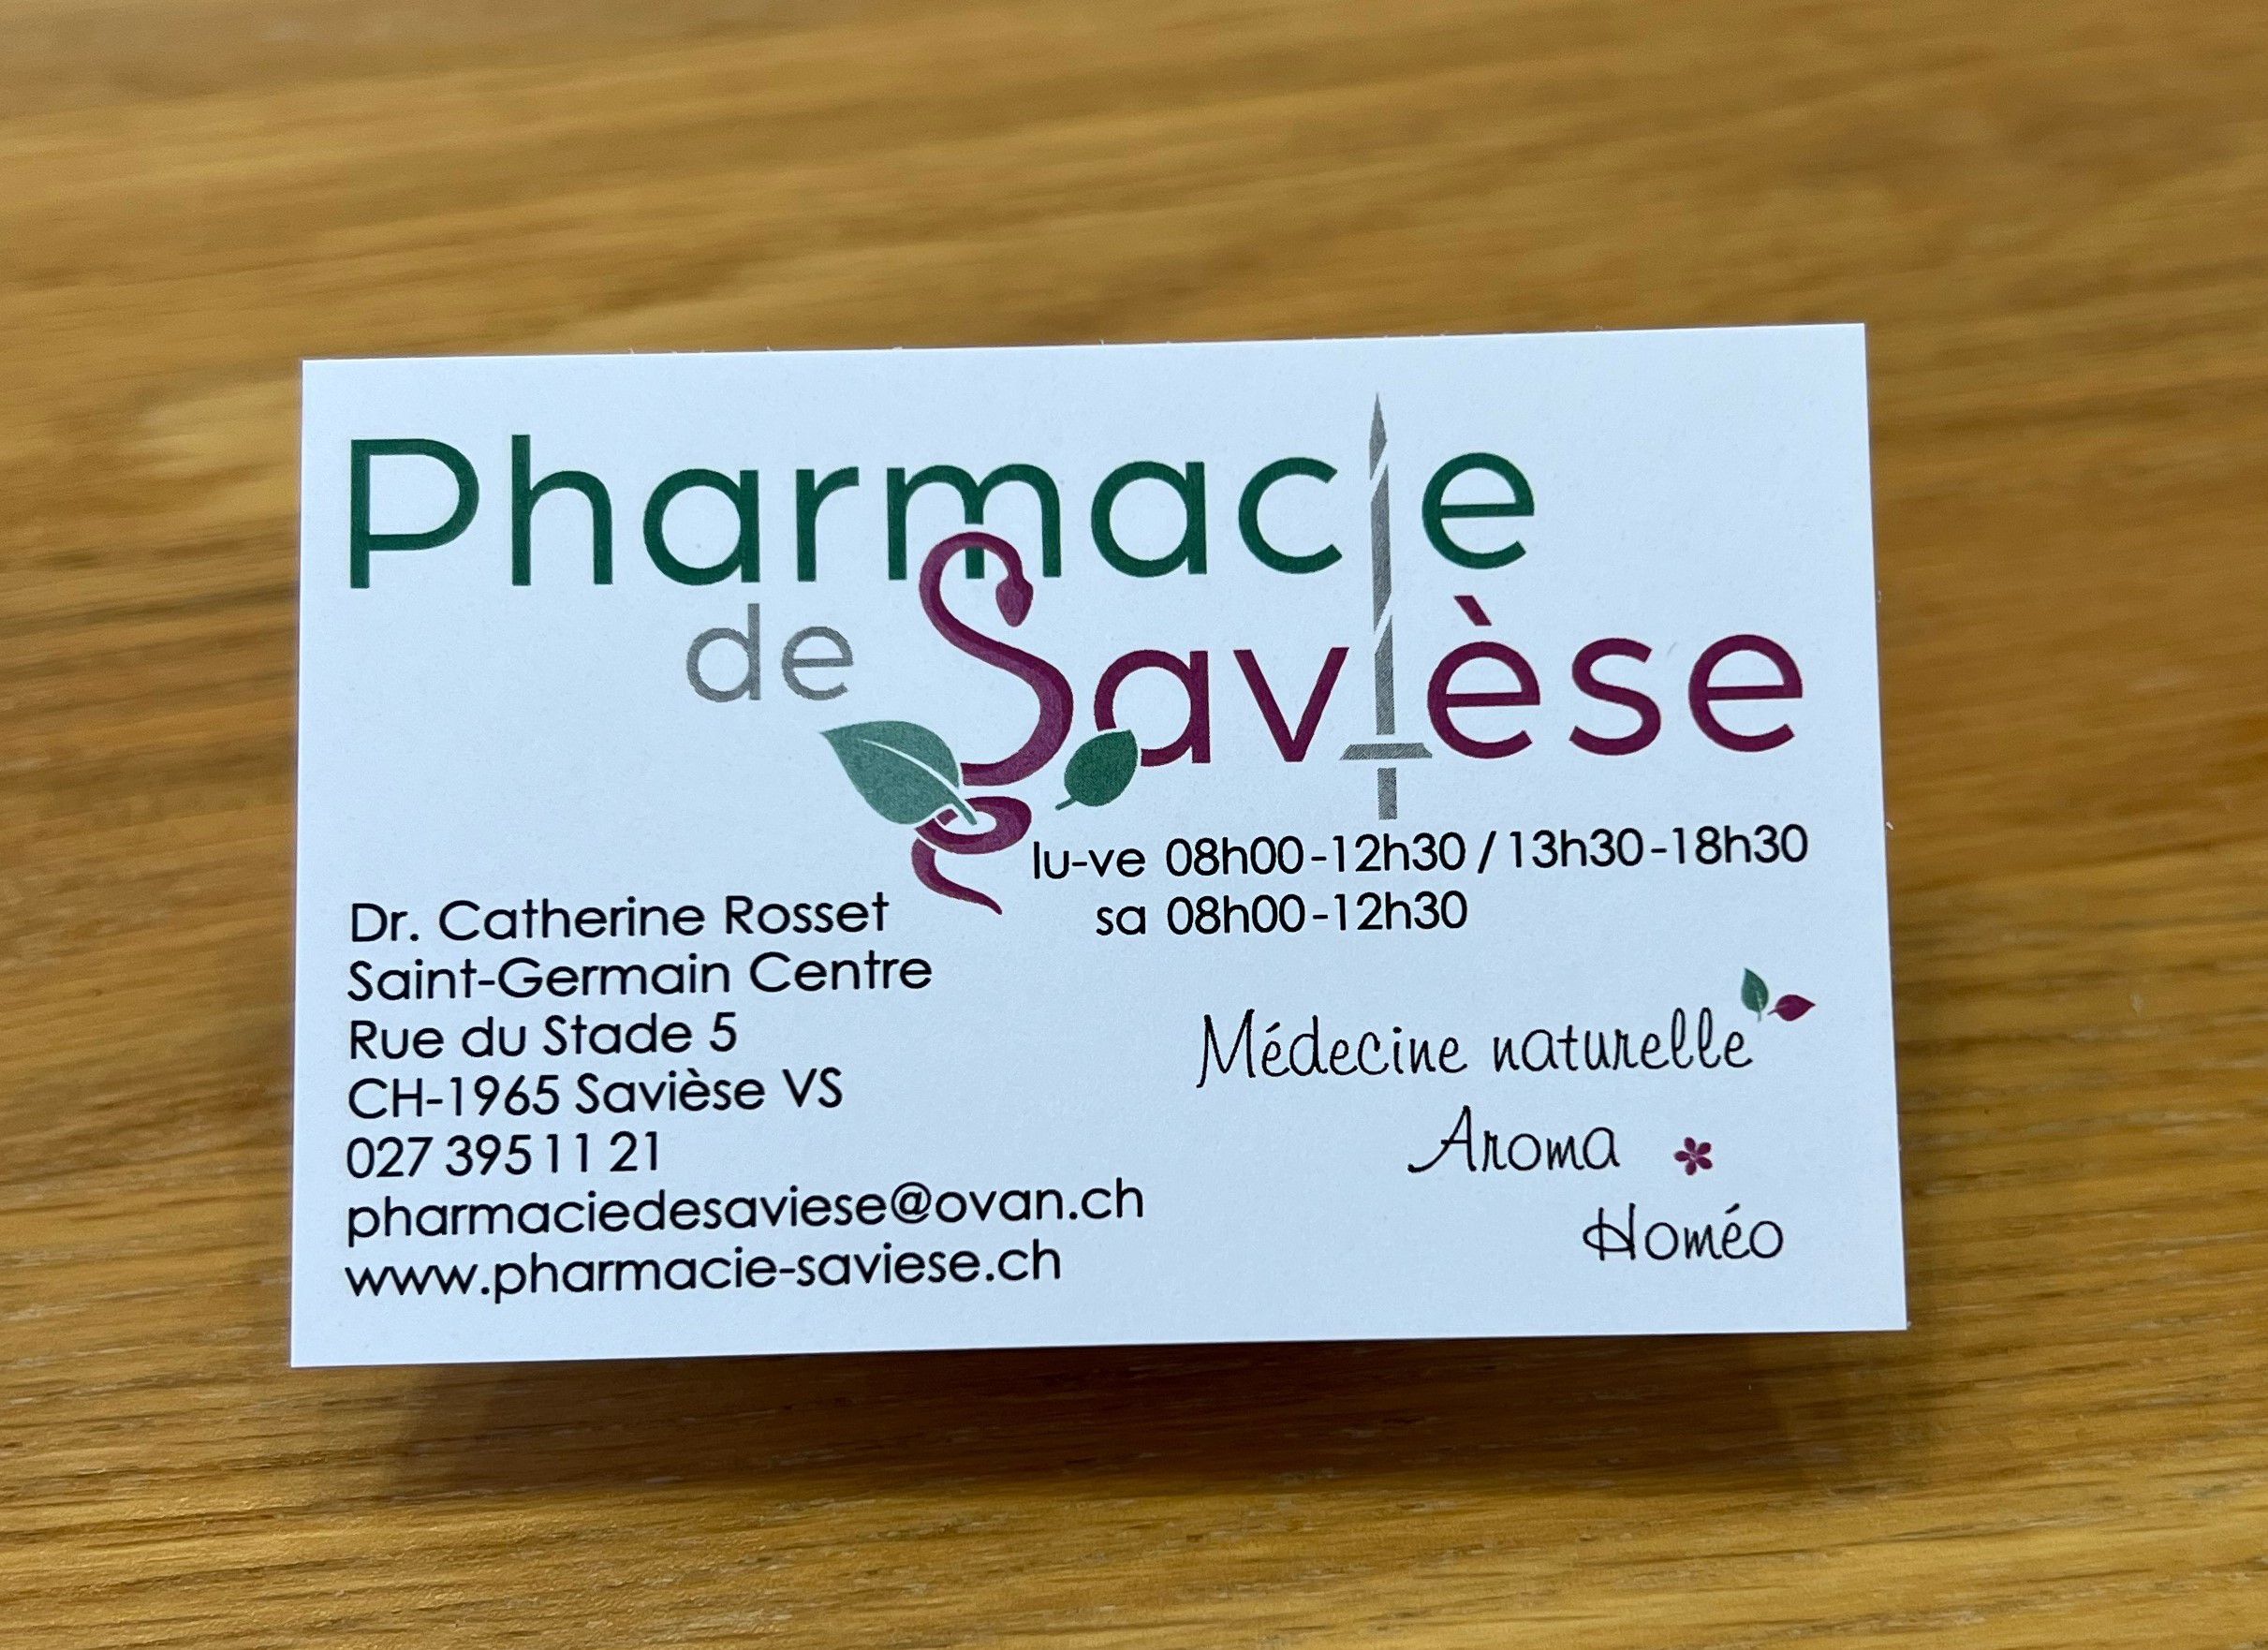 Pharmacie
de Savièse
lu-ve 08h00-12h30 / 13h30-18h30
sa 08h00-12h30
Dr. Catherine Rosset
Saint-Germain Centre
Rue du Stade 5
CH-1965 Savièse VS
027 395 11 21
pharmaciedesaviese@ovan.ch
www.pharmacie-saviese.ch
Médecine naturelle
Aroma
Homéo